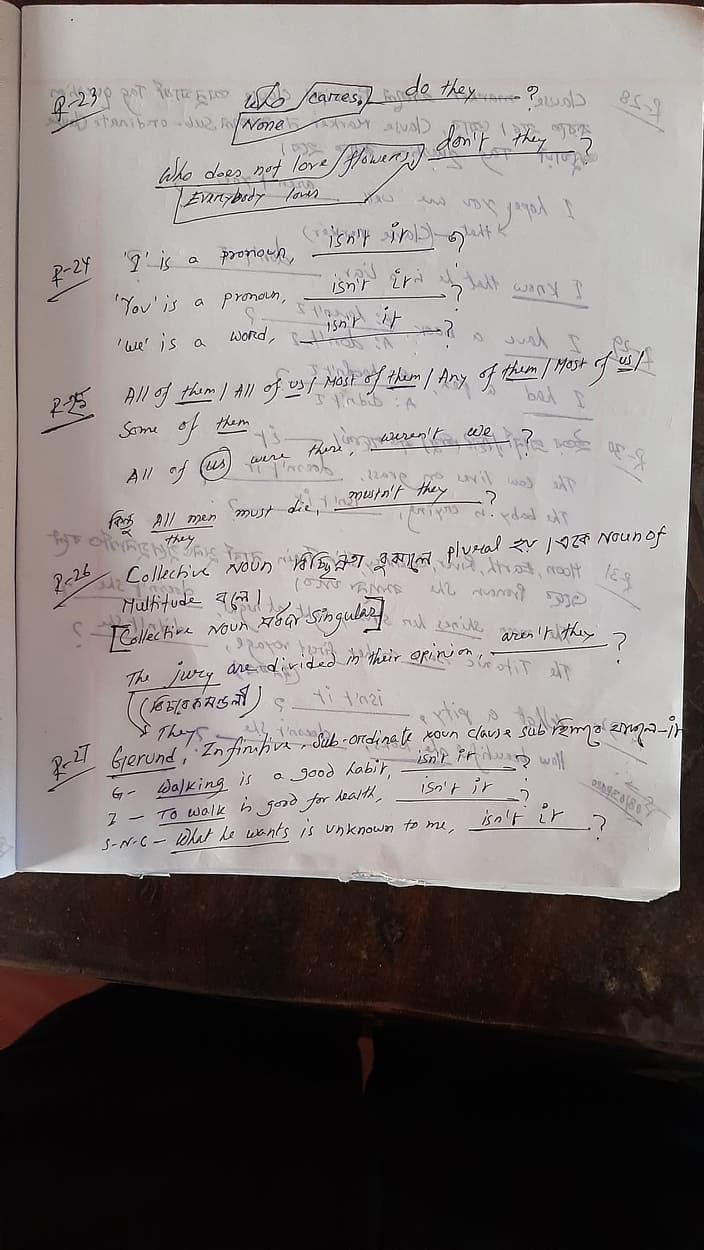 R-23 Who cares, do they ?
None
Who does not love flowers, don't they ?
Everybody loves
R-24 'I' is a pronoun, isn't it ?
'You' is a pronoun, isn't it ?
'We' is a word, isn't it ?
R-25 All of them / All of us / Most of them / Any of them / Most of us /
Some of them
All of us were there, weren't we ?
কিন্তু All men must die, mustn't they ?
they
R-26 Collective Noun বিচ্ছিন্নতা বুঝালে plural হয় । একে Noun of
Multitude বলে।
[Collective Noun সর্বদা Singular]
The jury are divided in their opinion, aren't they ?
(বিচারকমন্ডলী)
They
R-27 Gerund, Infinitive, Sub-ordinate Noun clause sub হিসেবে বসলে-it
G- Walking is a good habit, isn't it ?
I - To walk is good for health, isn't it ?
S-N-C- What he wants is unknown to me, isn't it ?